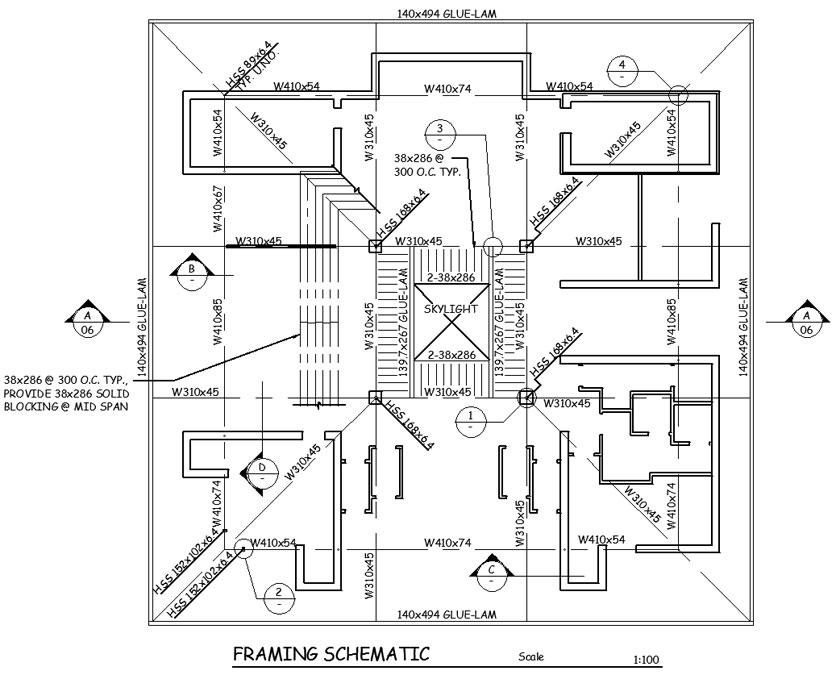 140x494 GLUE-LAM
HSS 89x6.4
TYP. U.N.O.
W410x54
W410x74
W410x54
4
-
W410x54
W310x45
W310x45
W310x45
W310x45
3
-
38x286 @
300 O.C. TYP.
W410x67
HSS 168x6.4
HSS 168x6.4
W310x45
W310x45
W310x45
B
-
2-38x286
A
06
140x494 GLUE-LAM
W410x85
W310x45
139.7x267 GLUE-LAM
SKYLIGHT
139.7x267 GLUE-LAM
W310x45
140x494 GLUE-LAM
A
06
2-38x286
HSS 168x6.4
38x286 @ 300 O.C. TYP.,
PROVIDE 38x286 SOLID
BLOCKING @ MID SPAN
W310x45
W310x45
HSS 168x6.4
1
-
D
-
W310x45
W410x74
W310x45
W310x45
W410x74
HSS 152x102x6.4
HSS 152x102x6.4
W410x54
W410x74
W410x54
W310x45
C
-
2
-
140x494 GLUE-LAM
FRAMING SCHEMATIC
Scale
1:100